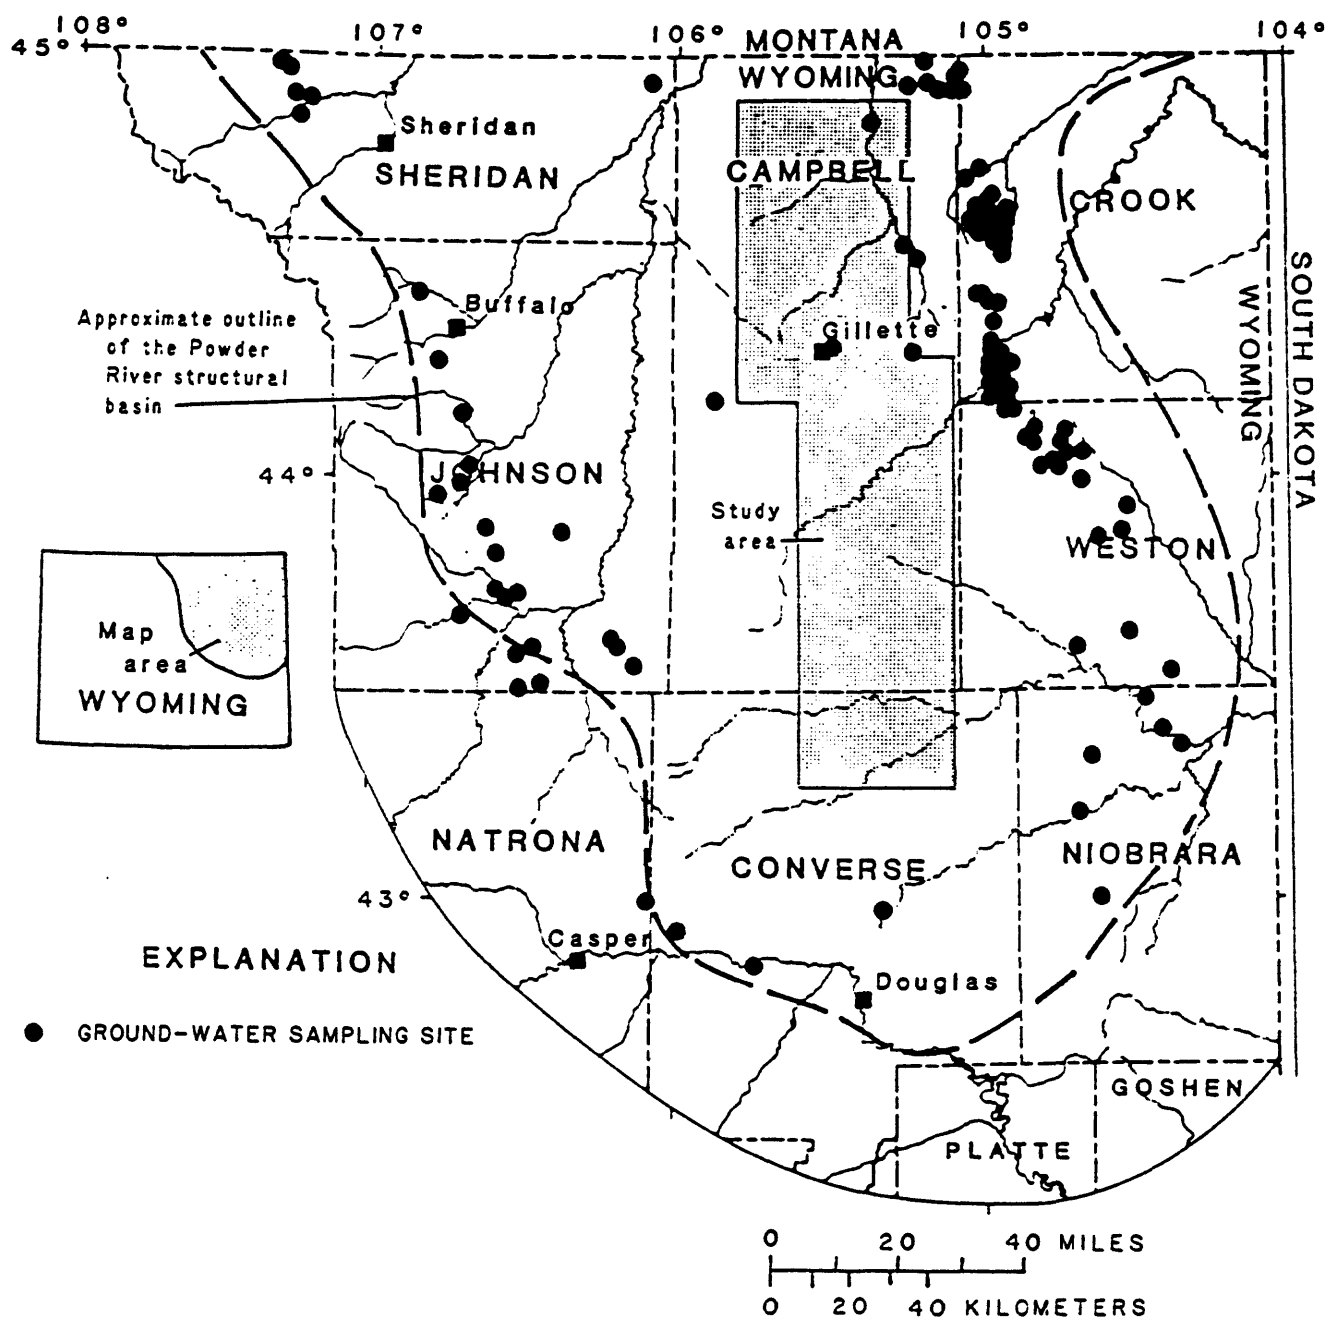 108°
107°
106°
105°
104°
45°
MONTANA
WYOMING
Sheridan
SHERIDAN
CAMPBELL
CROOK
SOUTH DAKOTA
WYOMING
Buffalo
Approximate outline
of the Powder
River structural
basin
Gillette
44°
JOHNSON
Study
area
WESTON
Map
area
WYOMING
NATRONA
CONVERSE
NIOBRARA
43°
Casper
EXPLANATION
Douglas
GROUND-WATER SAMPLING SITE
GOSHEN
PLATTE
0 20 40 MILES
0 20 40 KILOMETERS